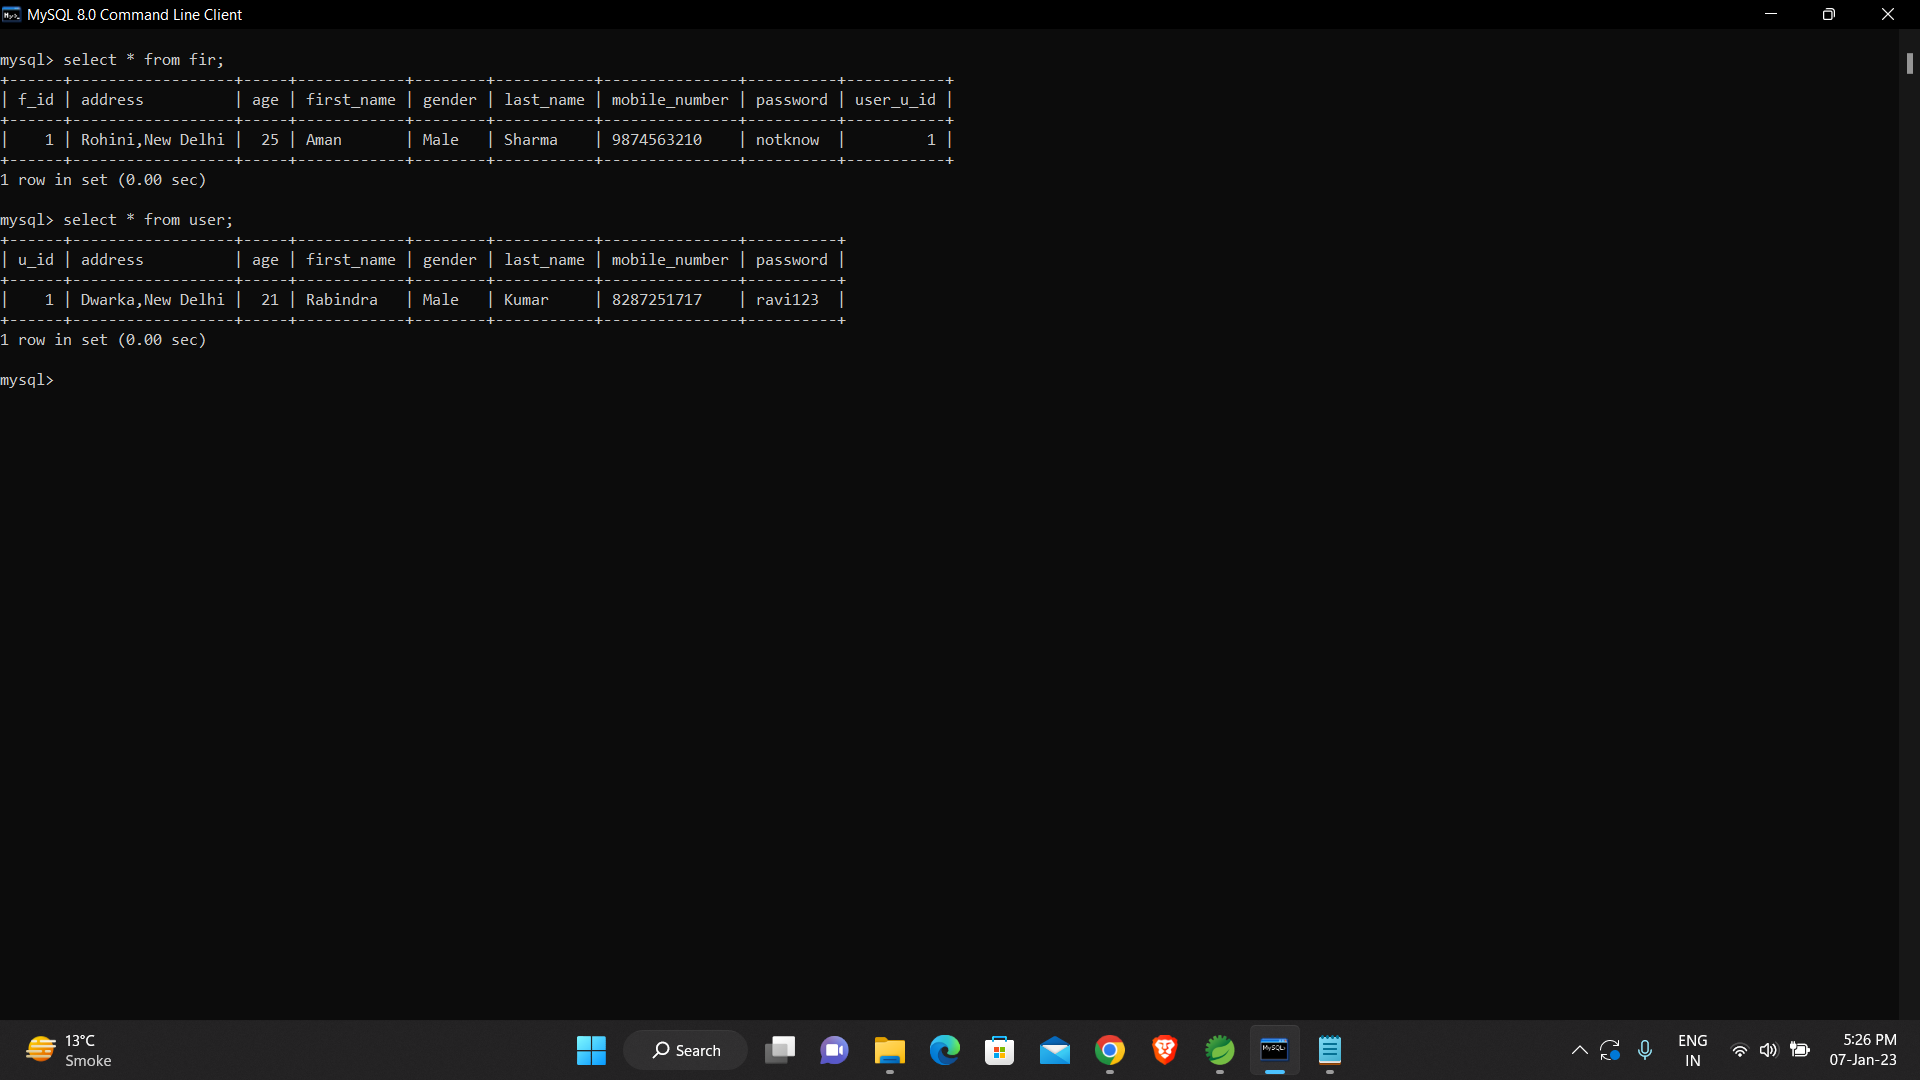 MySQL 8.0 Command Line Client
mysql> select * from fir;
+------+------------------+-----+------------+--------+-----------+---------------+----------+-----------+
| f_id | address          | age | first_name | gender | last_name | mobile_number | password | user_u_id |
+------+------------------+-----+------------+--------+-----------+---------------+----------+-----------+
|    1 | Rohini,New Delhi |  25 | Aman       | Male   | Sharma    | 9874563210    | notknow  |         1 |
+------+------------------+-----+------------+--------+-----------+---------------+----------+-----------+
1 row in set (0.00 sec)
mysql> select * from user;
+------+------------------+-----+------------+--------+-----------+---------------+----------+
| u_id | address          | age | first_name | gender | last_name | mobile_number | password |
+------+------------------+-----+------------+--------+-----------+---------------+----------+
|    1 | Dwarka,New Delhi |  21 | Rabindra   | Male   | Kumar     | 8287251717    | ravi123  |
+------+------------------+-----+------------+--------+-----------+---------------+----------+
1 row in set (0.00 sec)
mysql>
13°C
Smoke
Search
MySQL
ENG
IN
5:26 PM
07-Jan-23